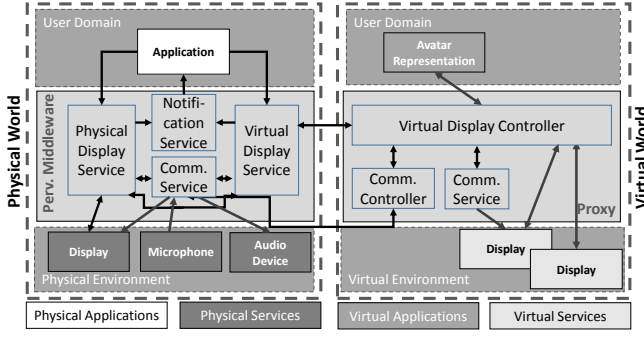 User Domain
Application
Physical World
Perv. Middleware
Physical
Display
Service
Notifi-
cation
Service
Comm.
Service
Virtual
Display
Service
Display
Microphone
Audio
Device
Physical Environment
User Domain
Avatar
Representation
Virtual Display Controller
Comm.
Controller
Comm.
Service
Proxy
Display
Display
Virtual Environment
Virtual World
Physical Applications
Physical Services
Virtual Applications
Virtual Services